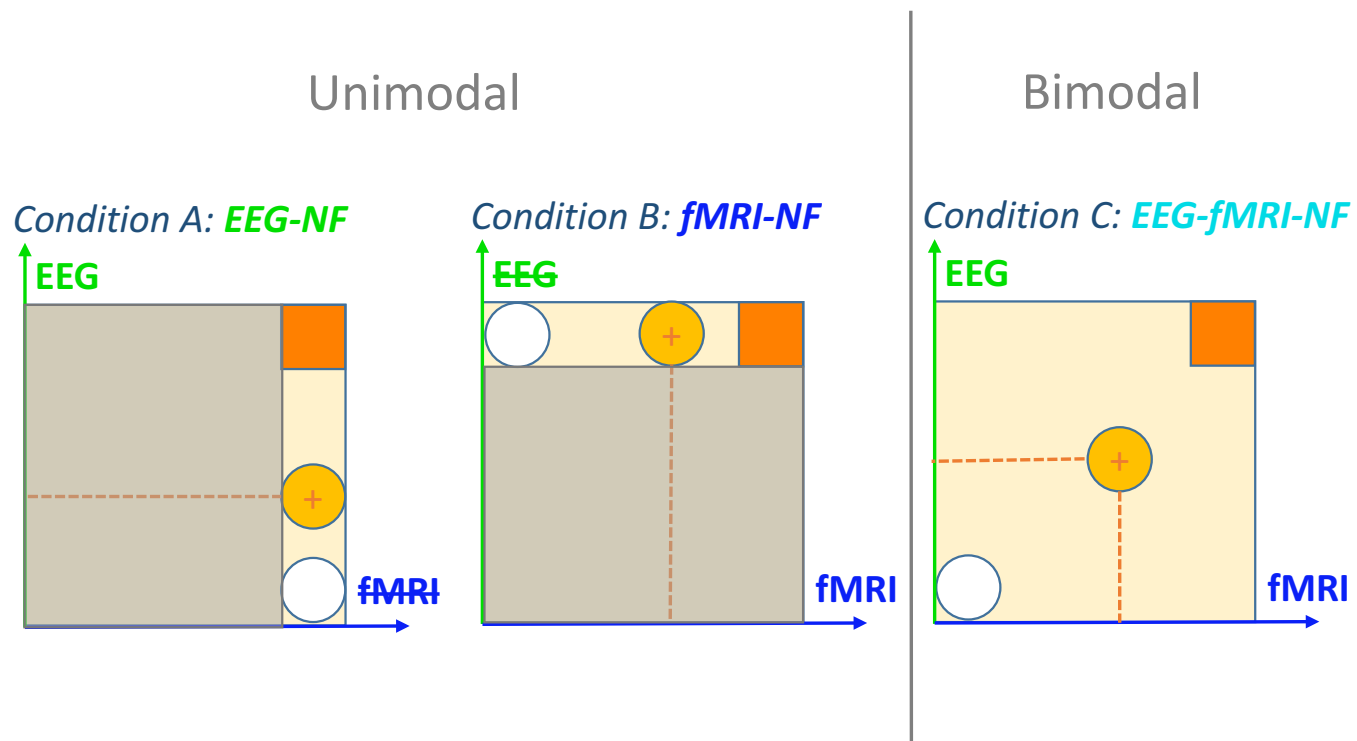 Unimodal
Bimodal
Condition A: EEG-NF
Condition B: fMRI-NF
Condition C: EEG-fMRI-NF
EEG
EEG
EEG
+
+
+
fMRI
fMRI
fMRI